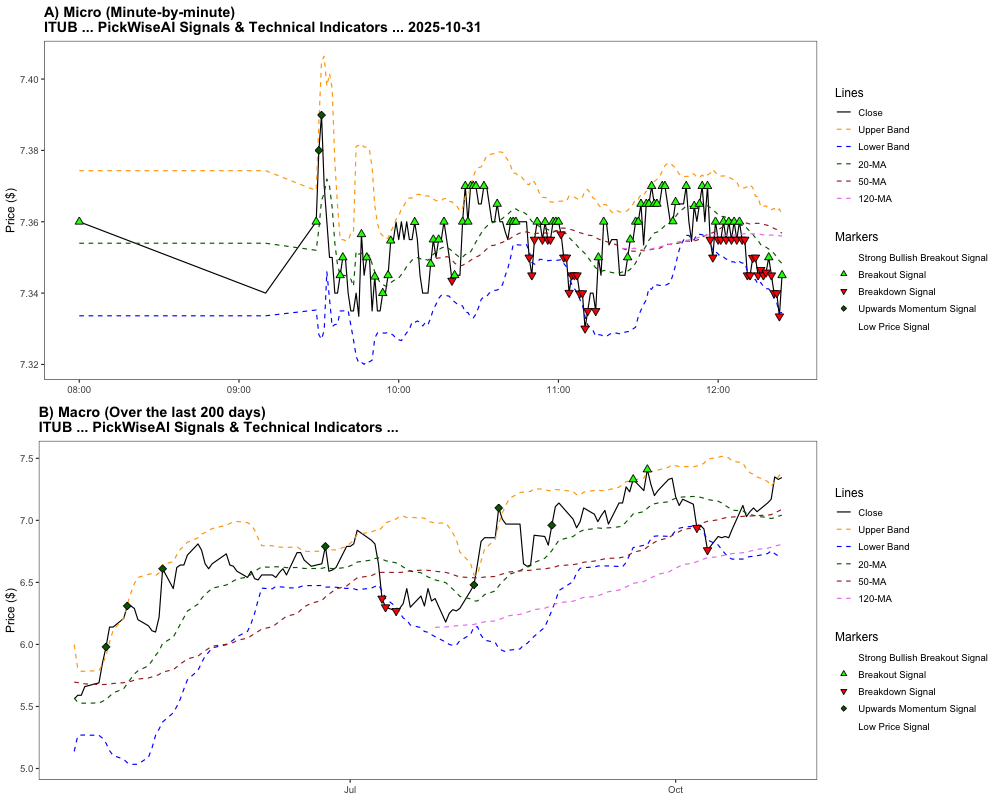 A) Micro (Minute-by-minute)
ITUB ... PickWiseAI Signals & Technical Indicators ... 2025-10-31
Price ($)
7.40
7.38
7.36
7.34
7.32
08:00
09:00
10:00
11:00
12:00
Lines
Close
Upper Band
Lower Band
20-MA
50-MA
120-MA
Markers
Strong Bullish Breakout Signal
Breakout Signal
Breakdown Signal
Upwards Momentum Signal
Low Price Signal
B) Macro (Over the last 200 days)
ITUB ... PickWiseAI Signals & Technical Indicators ...
Price ($)
7.5
7.0
6.5
6.0
5.5
5.0
Jul
Oct
Lines
Close
Upper Band
Lower Band
20-MA
50-MA
120-MA
Markers
Strong Bullish Breakout Signal
Breakout Signal
Breakdown Signal
Upwards Momentum Signal
Low Price Signal